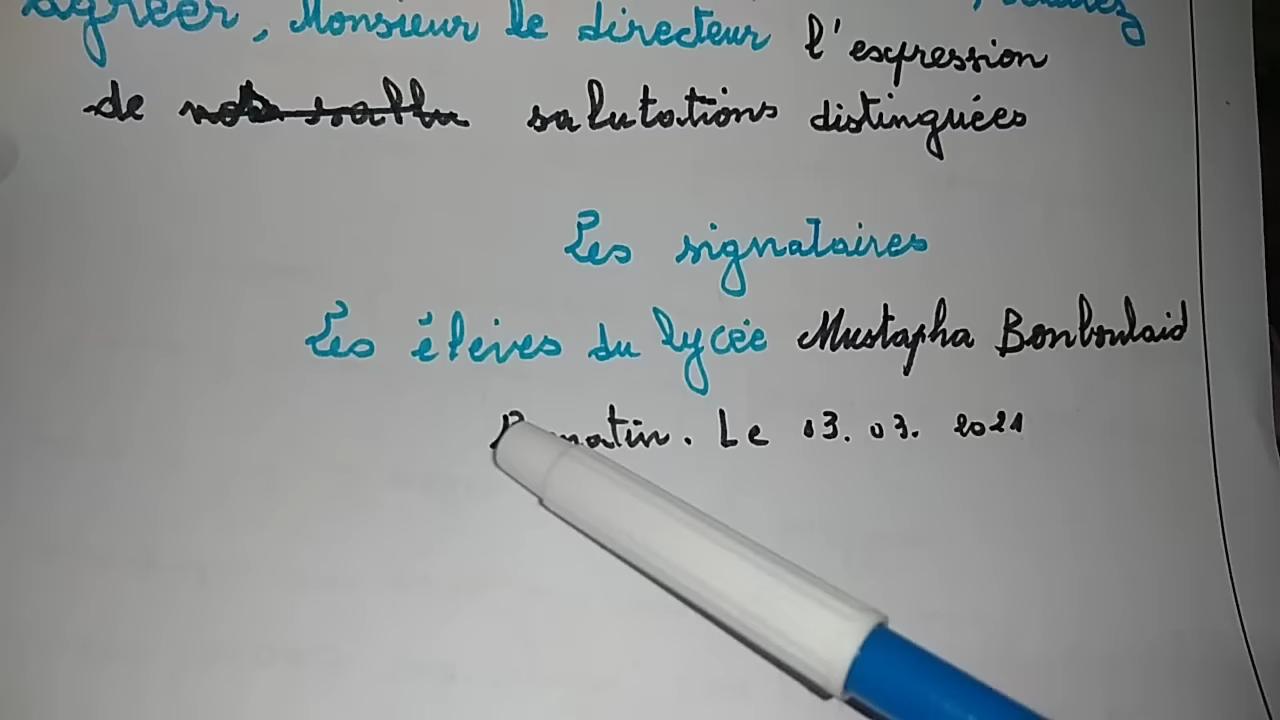 agréer, Monsieur le directeur l'expression
de salutations distinguées
Les signataires
Les élèves du lycée Mustapha Bonboulaid
Le 03. 03. 2021